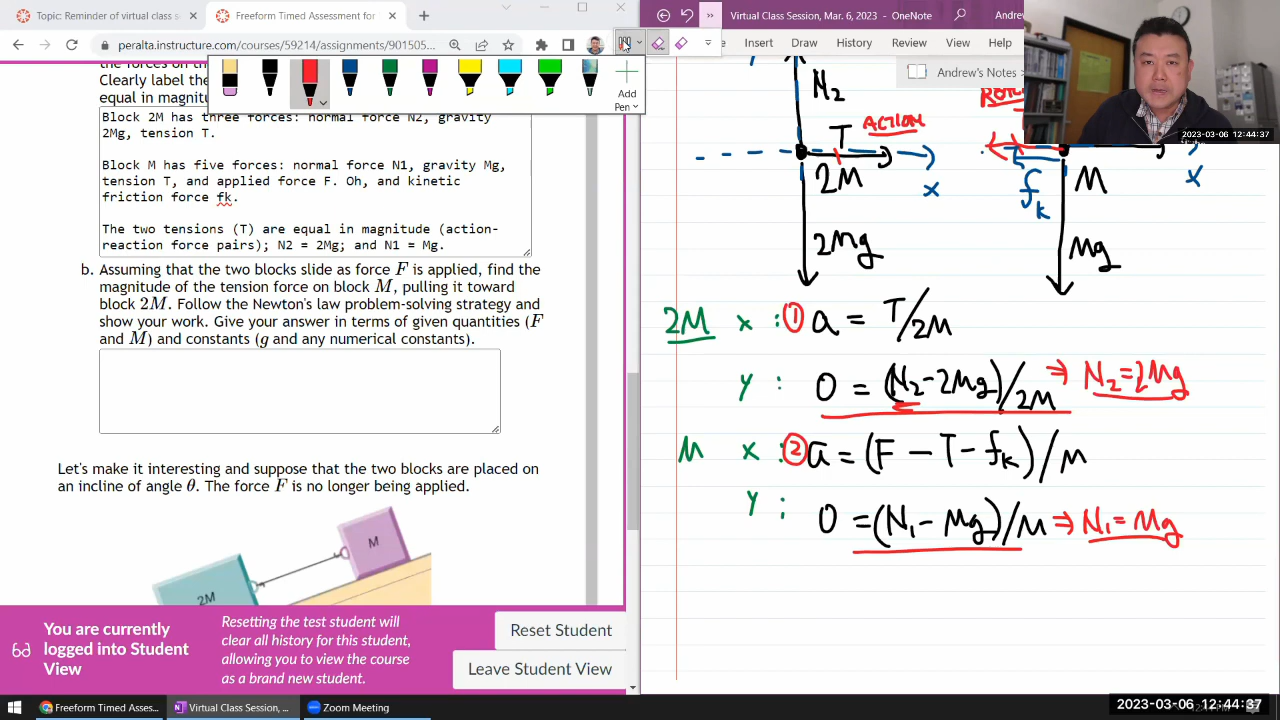 Topic: Reminder of virtual class s
Freeform Timed Assessment for
peralta.instructure.com/courses/59214/assignments/901505...
Add
Pen
the forces on th
Clearly label the
equal in magnitu
Block 2M has three forces: normal force N2, gravity
2Mg, tension T.
Block M has five forces: normal force N1, gravity Mg,
tension T, and applied force F. Oh, and kinetic
friction force fk.
The two tensions (T) are equal in magnitude (action-
reaction force pairs); N2 = 2Mg; and N1 = Mg.
b. Assuming that the two blocks slide as force F is applied, find the
magnitude of the tension force on block M, pulling it toward
block 2M. Follow the Newton's law problem-solving strategy and
show your work. Give your answer in terms of given quantities (F
and M) and constants (g and any numerical constants).
Let's make it interesting and suppose that the two blocks are placed on
an incline of angle θ. The force F is no longer being applied.
M
2M
You are currently
logged into Student
View
Resetting the test student will
clear all history for this student,
allowing you to view the course
as a brand new student.
Reset Student
Leave Student View
Virtual Class Session, Mar. 6, 2023 - OneNote
Andre
Insert Draw History Review View Help
Andrew's Notes >
2023-03-06 12:44:37
N2
T ACTION
2M x
2Mg
fk
M x
Mg
2M x : ① a = T/2M
y : 0 = (N2 - 2Mg)/2M ⇒ N2 = 2Mg
M x : ② a = (F - T - fk)/M
y : 0 = (N1 - Mg)/M ⇒ N1 = Mg
Freeform Timed Asses...
Virtual Class Session, ...
Zoom Meeting
2023-03-06 12:44:37